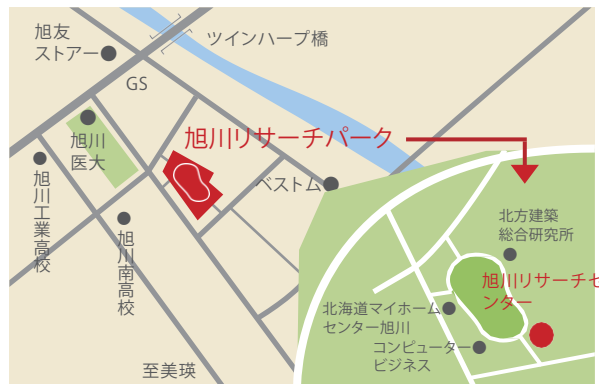 旭友
ストアー
ツインハープ橋
GS
旭川
医大
旭川リサーチパーク
旭川工業高校
旭川南高校
ベストム
至美瑛
北方建築
総合研究所
旭川リサーチセ
ンター
北海道マイホーム
センター旭川
コンピューター
ビジネス